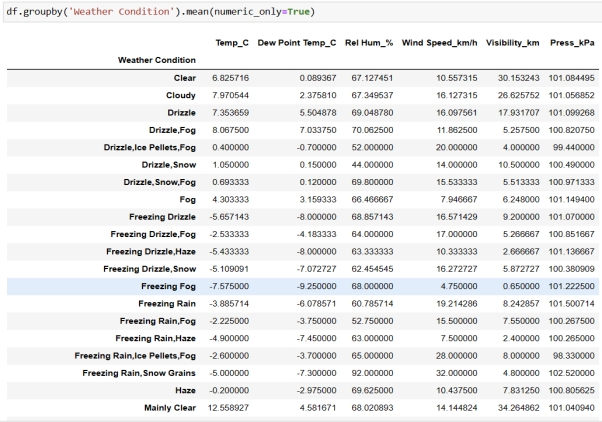 df.groupby('Weather Condition').mean(numeric_only=True)
Temp_C Dew Point Temp_C Rel Hum_% Wind Speed_km/h Visibility_km Press_kPa
Weather Condition
Clear 6.825716 0.089367 67.127451 10.557315 30.153243 101.084495
Cloudy 7.970544 2.375810 67.349537 16.127315 26.625752 101.056852
Drizzle 7.353659 5.504878 69.048780 16.097561 17.931707 101.099268
Drizzle,Fog 8.067500 7.033750 70.062500 11.862500 5.257500 100.820750
Drizzle,Ice Pellets,Fog 0.400000 -0.700000 52.000000 20.000000 4.000000 99.440000
Drizzle,Snow 1.050000 0.150000 44.000000 14.000000 10.500000 100.490000
Drizzle,Snow,Fog 0.693333 0.120000 69.800000 15.533333 5.513333 100.971333
Fog 4.303333 3.159333 66.466667 7.946667 6.248000 101.149400
Freezing Drizzle -5.657143 -8.000000 68.857143 16.571429 9.200000 101.070000
Freezing Drizzle,Fog -2.533333 -4.183333 64.000000 17.000000 5.266667 100.851667
Freezing Drizzle,Haze -5.433333 -8.000000 63.333333 10.333333 2.666667 101.136667
Freezing Drizzle,Snow -5.109091 -7.072727 62.454545 16.272727 5.872727 100.380909
Freezing Fog -7.575000 -9.250000 68.000000 4.750000 0.650000 101.222500
Freezing Rain -3.885714 -6.078571 60.785714 19.214286 8.242857 101.500714
Freezing Rain,Fog -2.225000 -3.750000 52.750000 15.500000 7.550000 100.267500
Freezing Rain,Haze -4.900000 -7.450000 63.000000 7.500000 2.400000 100.265000
Freezing Rain,Ice Pellets,Fog -2.600000 -3.700000 65.000000 28.000000 8.000000 98.330000
Freezing Rain,Snow Grains -5.000000 -7.300000 92.000000 32.000000 4.800000 102.520000
Haze -0.200000 -2.975000 69.625000 10.437500 7.831250 100.805625
Mainly Clear 12.558927 4.581671 68.020893 14.144824 34.264862 101.040940